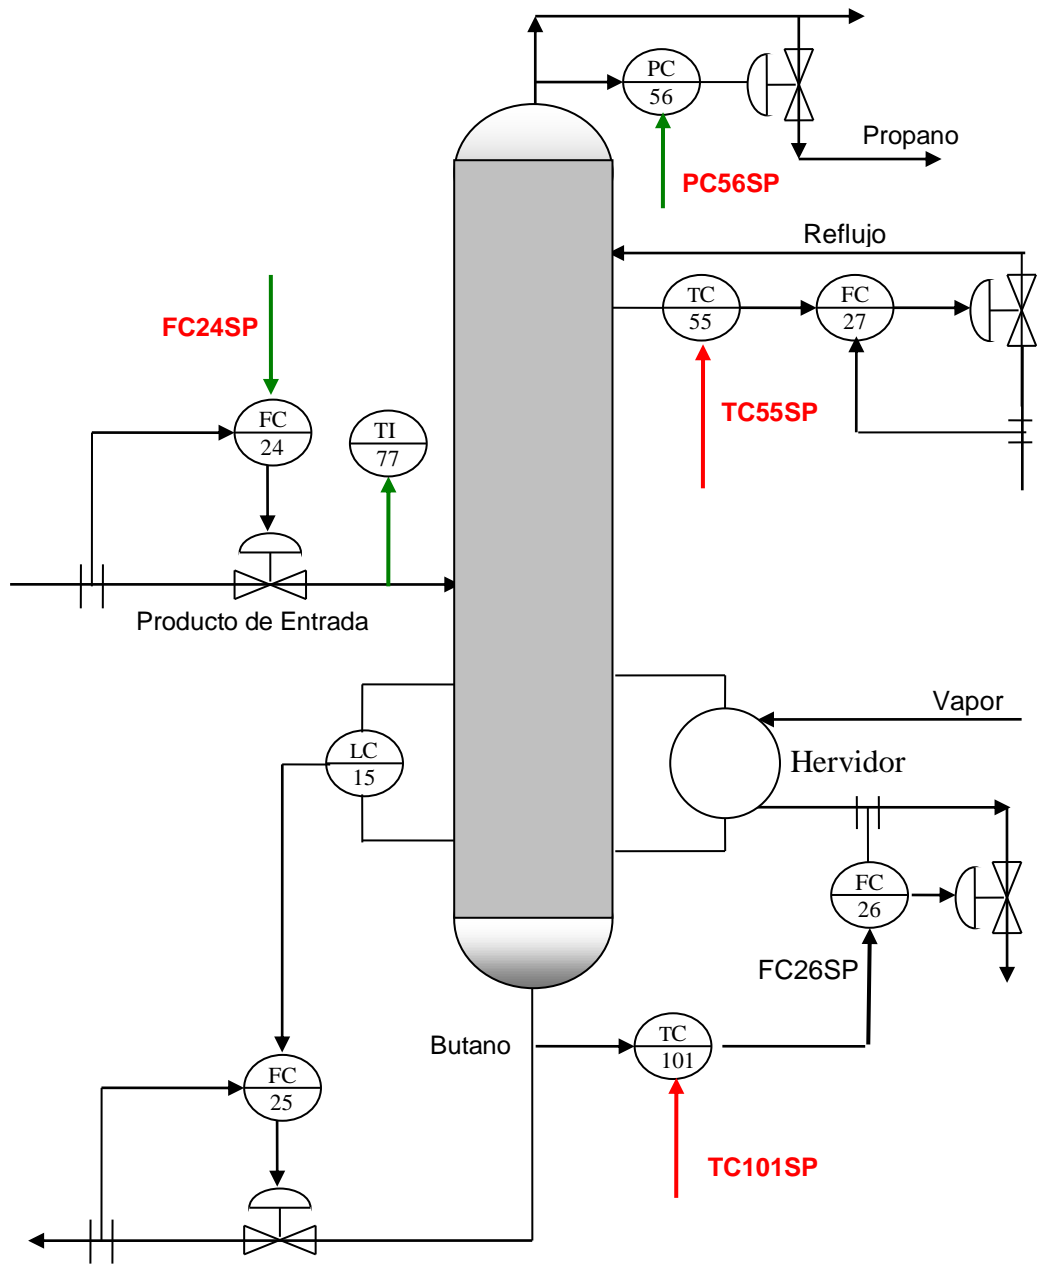 PC
56
Propano
PC56SP
Reflujo
TC
55
FC
27
FC24SP
TC55SP
FC
24
TI
77
Producto de Entrada
Vapor
LC
15
Hervidor
FC
26
FC26SP
Butano
TC
101
FC
25
TC101SP